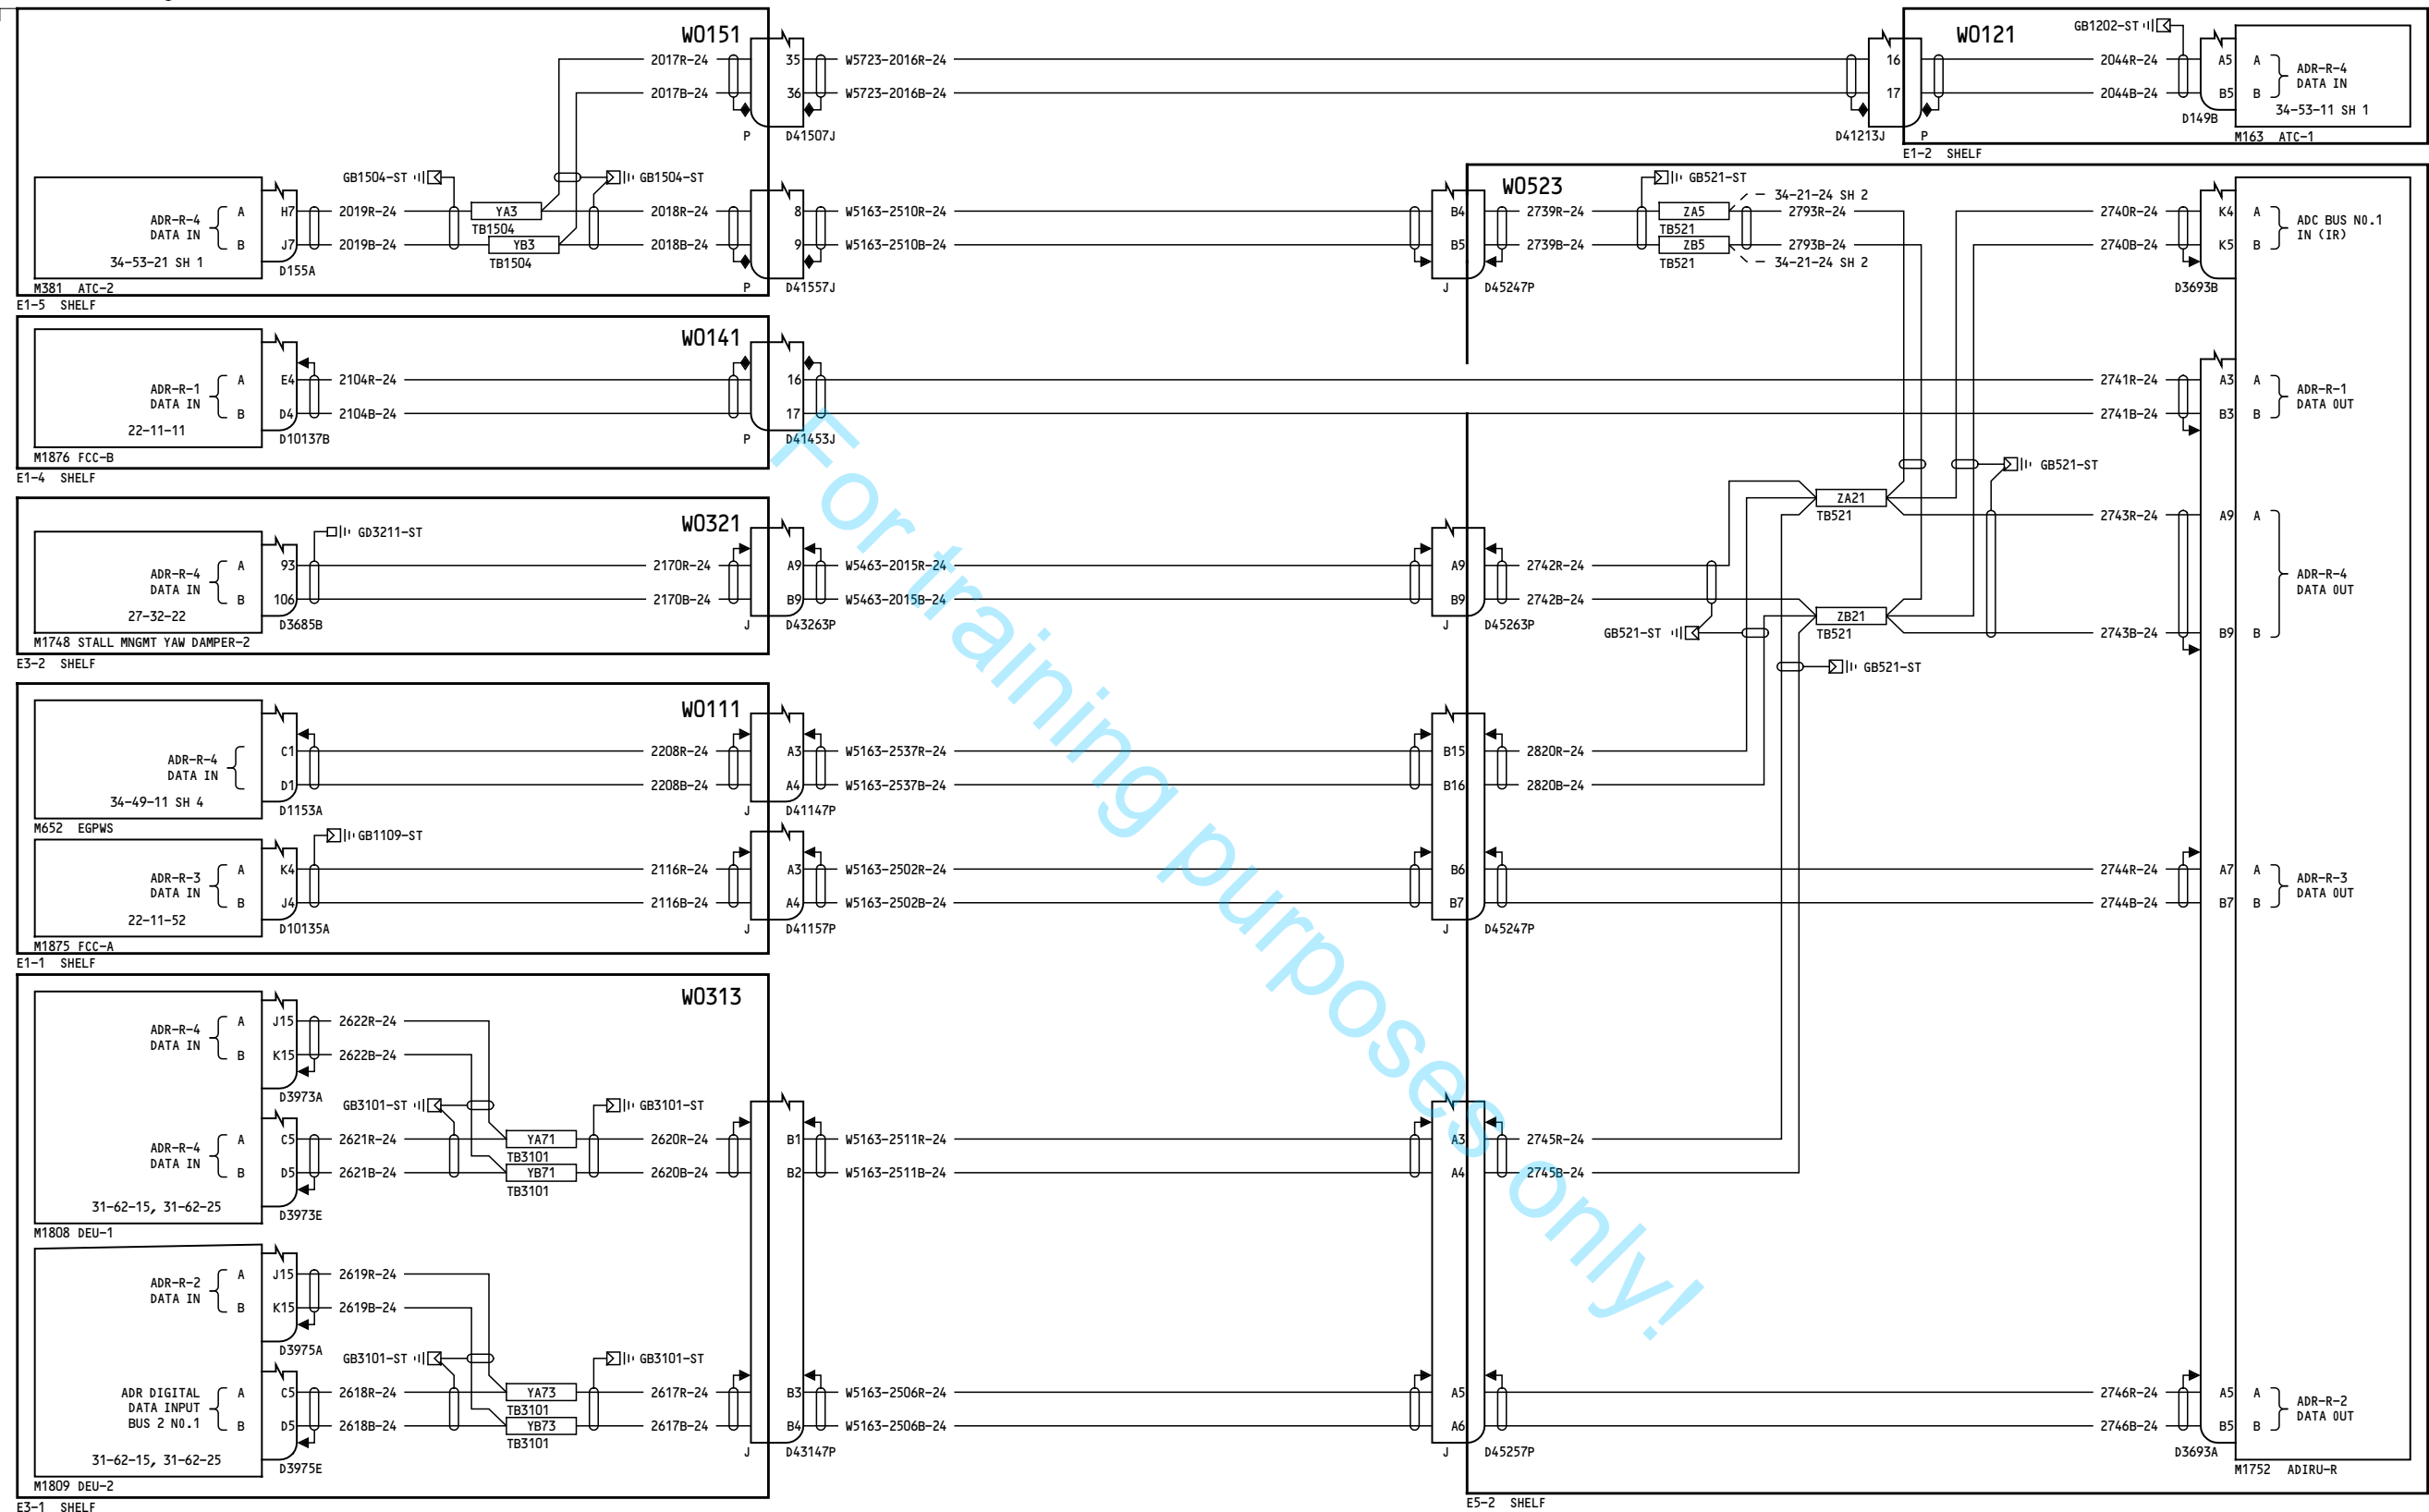 W0151
2017R-24
35
W5723-2016R-24
2017B-24
36
W5723-2016B-24
P
D41507J
16
17
D41213J
P
W0121
GB1202-ST
2044R-24
A5
A
2044B-24
B5
B
ADR-R-4
DATA IN
34-53-11 SH 1
D149B
M163 ATC-1
E1-2 SHELF
ADR-R-4
DATA IN
A
H7
B
J7
34-53-21 SH 1
D155A
M381 ATC-2
E1-5 SHELF
GB1504-ST
2019R-24
2019B-24
YA3
TB1504
YB3
TB1504
GB1504-ST
2018R-24
8
W5163-2510R-24
2018B-24
9
W5163-2510B-24
P
D41557J
W0523
B4
2739R-24
B5
2739B-24
J
D45247P
GB521-ST
ZA5
TB521
ZB5
TB521
34-21-24 SH 2
2793R-24
2793B-24
34-21-24 SH 2
2740R-24
K4
A
2740B-24
K5
B
ADC BUS NO.1
IN (IR)
D3693B
W0141
ADR-R-1
DATA IN
A
E4
2104R-24
B
D4
2104B-24
22-11-11
D10137B
M1876 FCC-B
E1-4 SHELF
16
17
P
D41453J
2741R-24
A3
A
2741B-24
B3
B
ADR-R-1
DATA OUT
GB521-ST
W0321
GD3211-ST
ADR-R-4
DATA IN
A
93
B
106
27-32-22
D3685B
M1748 STALL MNGMT YAW DAMPER-2
E3-2 SHELF
2170R-24
A9
W5463-2015R-24
2170B-24
B9
W5463-2015B-24
J
D43263P
A9
2742R-24
B9
2742B-24
J
D45263P
ZA21
TB521
ZB21
TB521
GB521-ST
GB521-ST
2743R-24
A9
A
2743B-24
B9
B
ADR-R-4
DATA OUT
W0111
ADR-R-4
DATA IN
C1
D1
34-49-11 SH 4
D1153A
M652 EGPWS
2208R-24
A3
W5163-2537R-24
2208B-24
A4
W5163-2537B-24
J
D41147P
B15
2820R-24
B16
2820B-24
GB1109-ST
ADR-R-3
DATA IN
A
K4
B
J4
22-11-52
D10135A
M1875 FCC-A
E1-1 SHELF
2116R-24
A3
W5163-2502R-24
2116B-24
A4
W5163-2502B-24
J
D41157P
B6
B7
J
D45247P
2744R-24
A7
A
2744B-24
B7
B
ADR-R-3
DATA OUT
W0313
ADR-R-4
DATA IN
A
J15
2622R-24
B
K15
2622B-24
D3973A
GB3101-ST
GB3101-ST
ADR-R-4
DATA IN
A
C5
2621R-24
B
D5
2621B-24
31-62-15, 31-62-25
D3973E
M1808 DEU-1
YA71
TB3101
YB71
TB3101
2620R-24
B1
W5163-2511R-24
2620B-24
B2
W5163-2511B-24
A3
2745R-24
A4
2745B-24
ADR-R-2
DATA IN
A
J15
2619R-24
B
K15
2619B-24
D3975A
GB3101-ST
GB3101-ST
ADR DIGITAL
DATA INPUT
BUS 2 NO.1
A
C5
2618R-24
B
D5
2618B-24
31-62-15, 31-62-25
D3975E
M1809 DEU-2
E3-1 SHELF
YA73
TB3101
YB73
TB3101
2617R-24
B3
W5163-2506R-24
2617B-24
B4
W5163-2506B-24
J
D43147P
A5
A6
J
D45257P
2746R-24
A5
A
2746B-24
B5
B
ADR-R-2
DATA OUT
D3693A
M1752 ADIRU-R
E5-2 SHELF
For training purposes only!